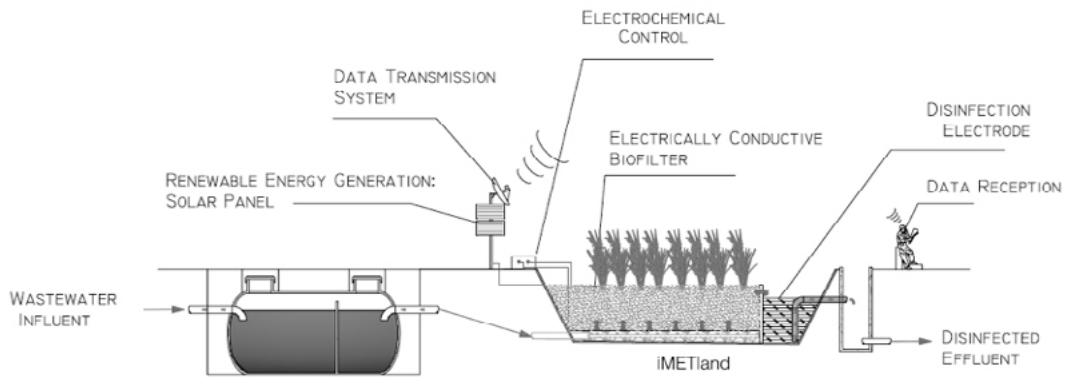 ELECTROCHEMICAL
CONTROL
DATA TRANSMISSION
SYSTEM
DISINFECTION
ELECTRODE
ELECTRICALLY CONDUCTIVE
BIOFILTER
RENEWABLE ENERGY GENERATION:
SOLAR PANEL
DATA RECEPTION
WASTEWATER
INFLUENT
DISINFECTED
EFFLUENT
iMETland